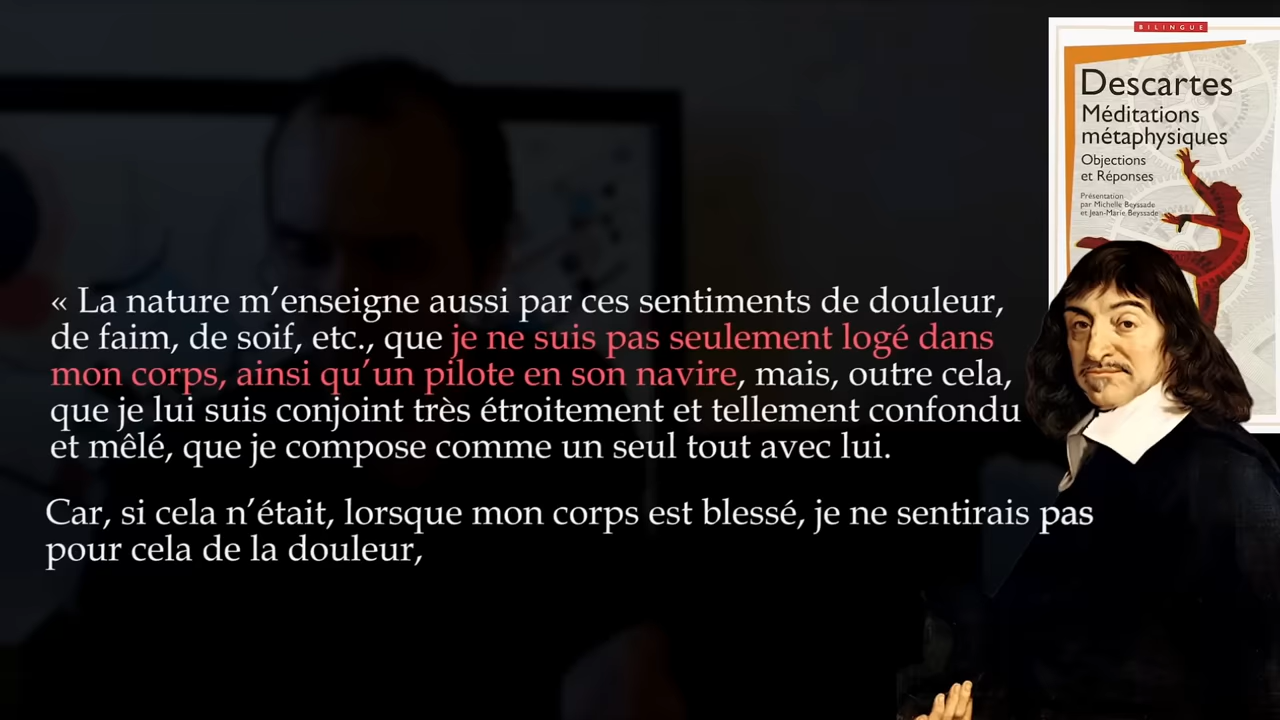 BILINGUE
Descartes
Méditations
métaphysiques
Objections
et Réponses
Présentation
par Michelle Beyssade
et Jean-Marie Beyssade
« La nature m’enseigne aussi par ces sentiments de douleur,
de faim, de soif, etc., que je ne suis pas seulement logé dans
mon corps, ainsi qu’un pilote en son navire, mais, outre cela,
que je lui suis conjoint très étroitement et tellement confondu
et mêlé, que je compose comme un seul tout avec lui.
Car, si cela n’était, lorsque mon corps est blessé, je ne sentirais pas
pour cela de la douleur,